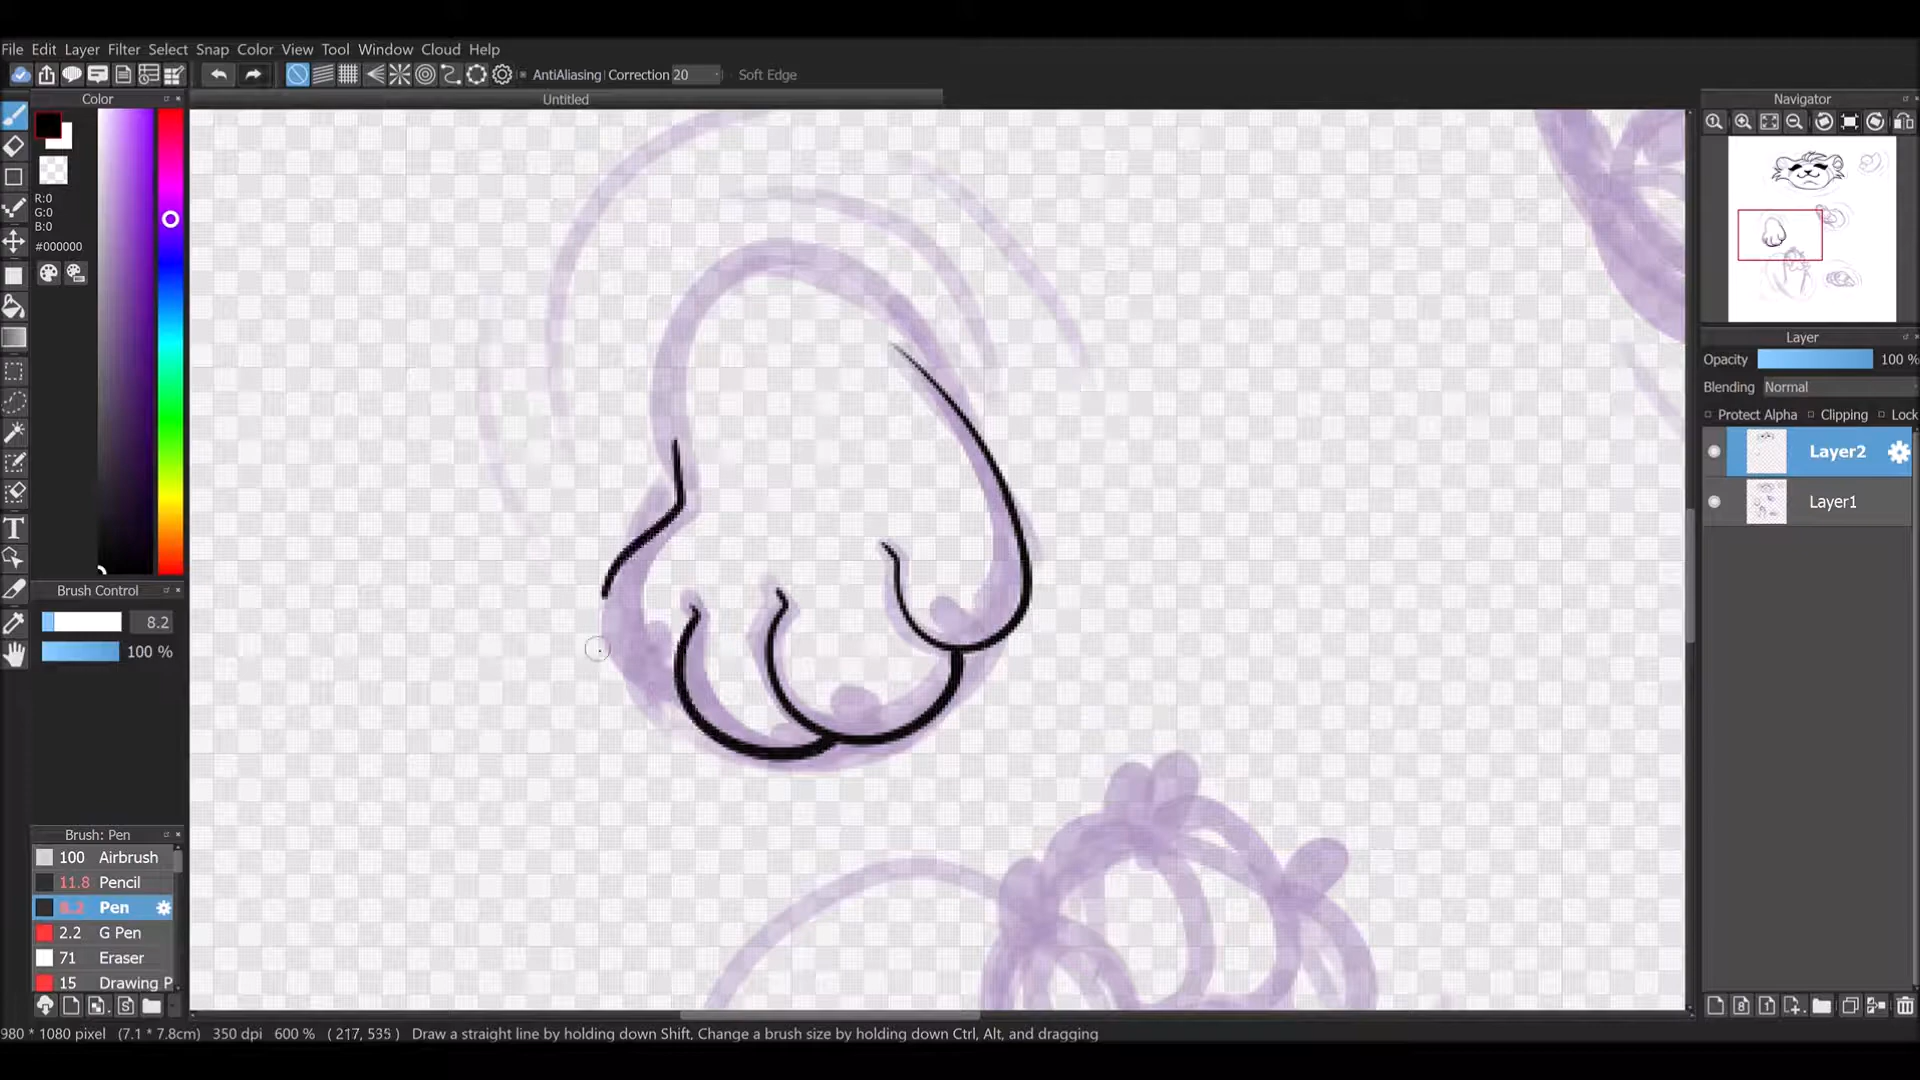 File Edit Layer Filter Select Snap Color View Tool Window Cloud Help
AntiAliasing Correction 20 Soft Edge
Color
Untitled
Navigator
R:0
G:0
B:0
#000000
Layer
Opacity 100 %
Blending Normal
Protect Alpha Clipping Lock
Layer2
Layer1
Brush Control
8.2
100 %
Brush: Pen
100 Airbrush
11.8 Pencil
8.2 Pen
2.2 G Pen
71 Eraser
15 Drawing P
980 * 1080 pixel (7.1 * 7.8cm) 350 dpi 600 % ( 217, 535 ) Draw a straight line by holding down Shift, Change a brush size by holding down Ctrl, Alt, and dragging